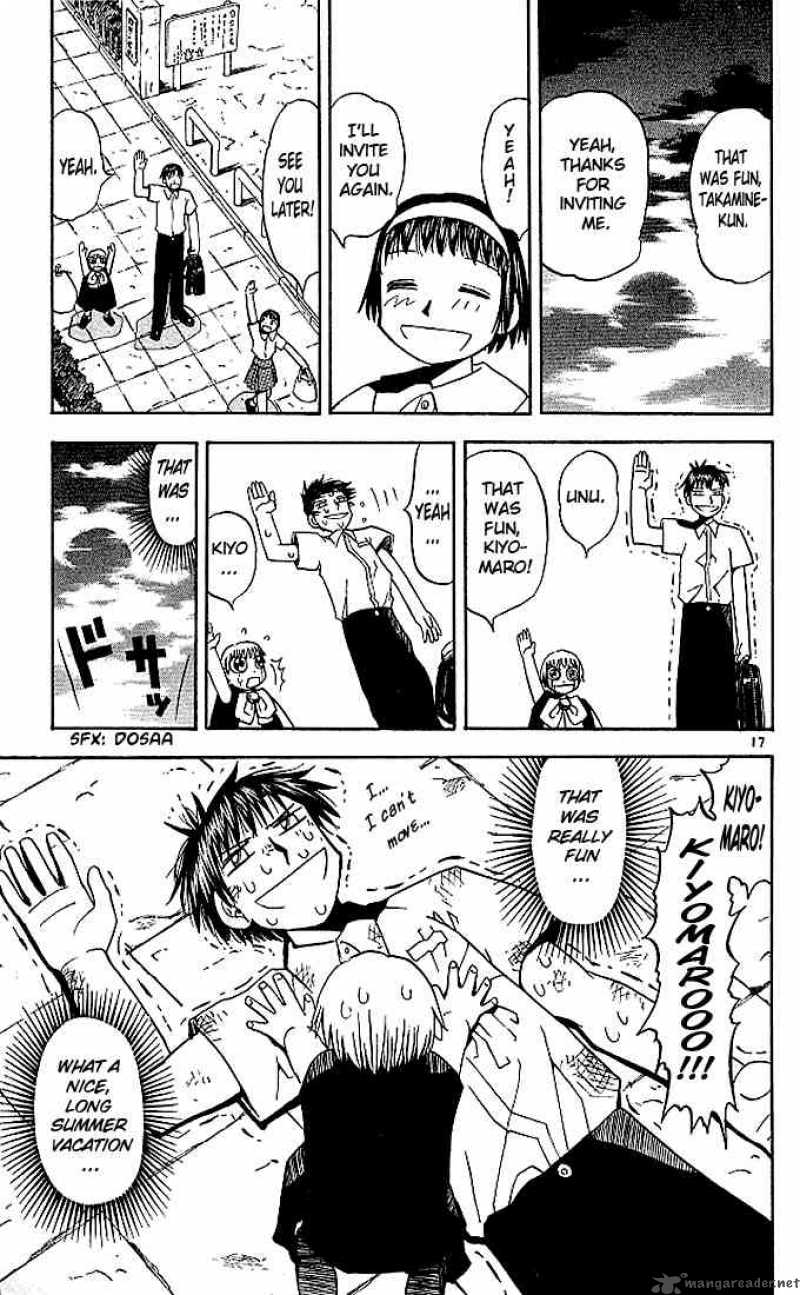 THAT
WAS FUN,
TAKAMINE-
KUN.
YEAH,
THANKS
FOR
INVITING
ME.
YEAH!
I'LL
INVITE
YOU
AGAIN.
SEE
YOU
LATER!
YEAH.
UNU.
THAT
WAS
FUN,
KIYO-
MARO!
...
YEAH
...
KIYO
...
THAT
WAS
...
ドサッ
SFX: DOSAA
17
KIYO-
MARO!
KIYOMAROOO!!!
THAT
WAS
REALLY
FUN
...
I...
I can't
move...
WHAT A
NICE,
LONG
SUMMER
VACATION
...
mangareader.net